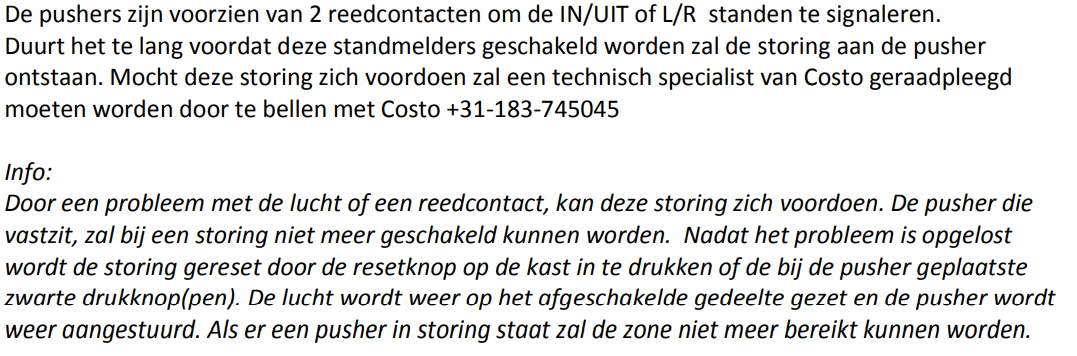 De pushers zijn voorzien van 2 reedcontacten om de IN/UIT of L/R  standen te signaleren.
Duurt het te lang voordat deze standmelders geschakeld worden zal de storing aan de pusher
ontstaan. Mocht deze storing zich voordoen zal een technisch specialist van Costo geraadpleegd
moeten worden door te bellen met Costo +31-183-745045
Info:
Door een probleem met de lucht of een reedcontact, kan deze storing zich voordoen. De pusher die
vastzit, zal bij een storing niet meer geschakeld kunnen worden.  Nadat het probleem is opgelost
wordt de storing gereset door de resetknop op de kast in te drukken of de bij de pusher geplaatste
zwarte drukknop(pen). De lucht wordt weer op het afgeschakelde gedeelte gezet en de pusher wordt
weer aangestuurd. Als er een pusher in storing staat zal de zone niet meer bereikt kunnen worden.